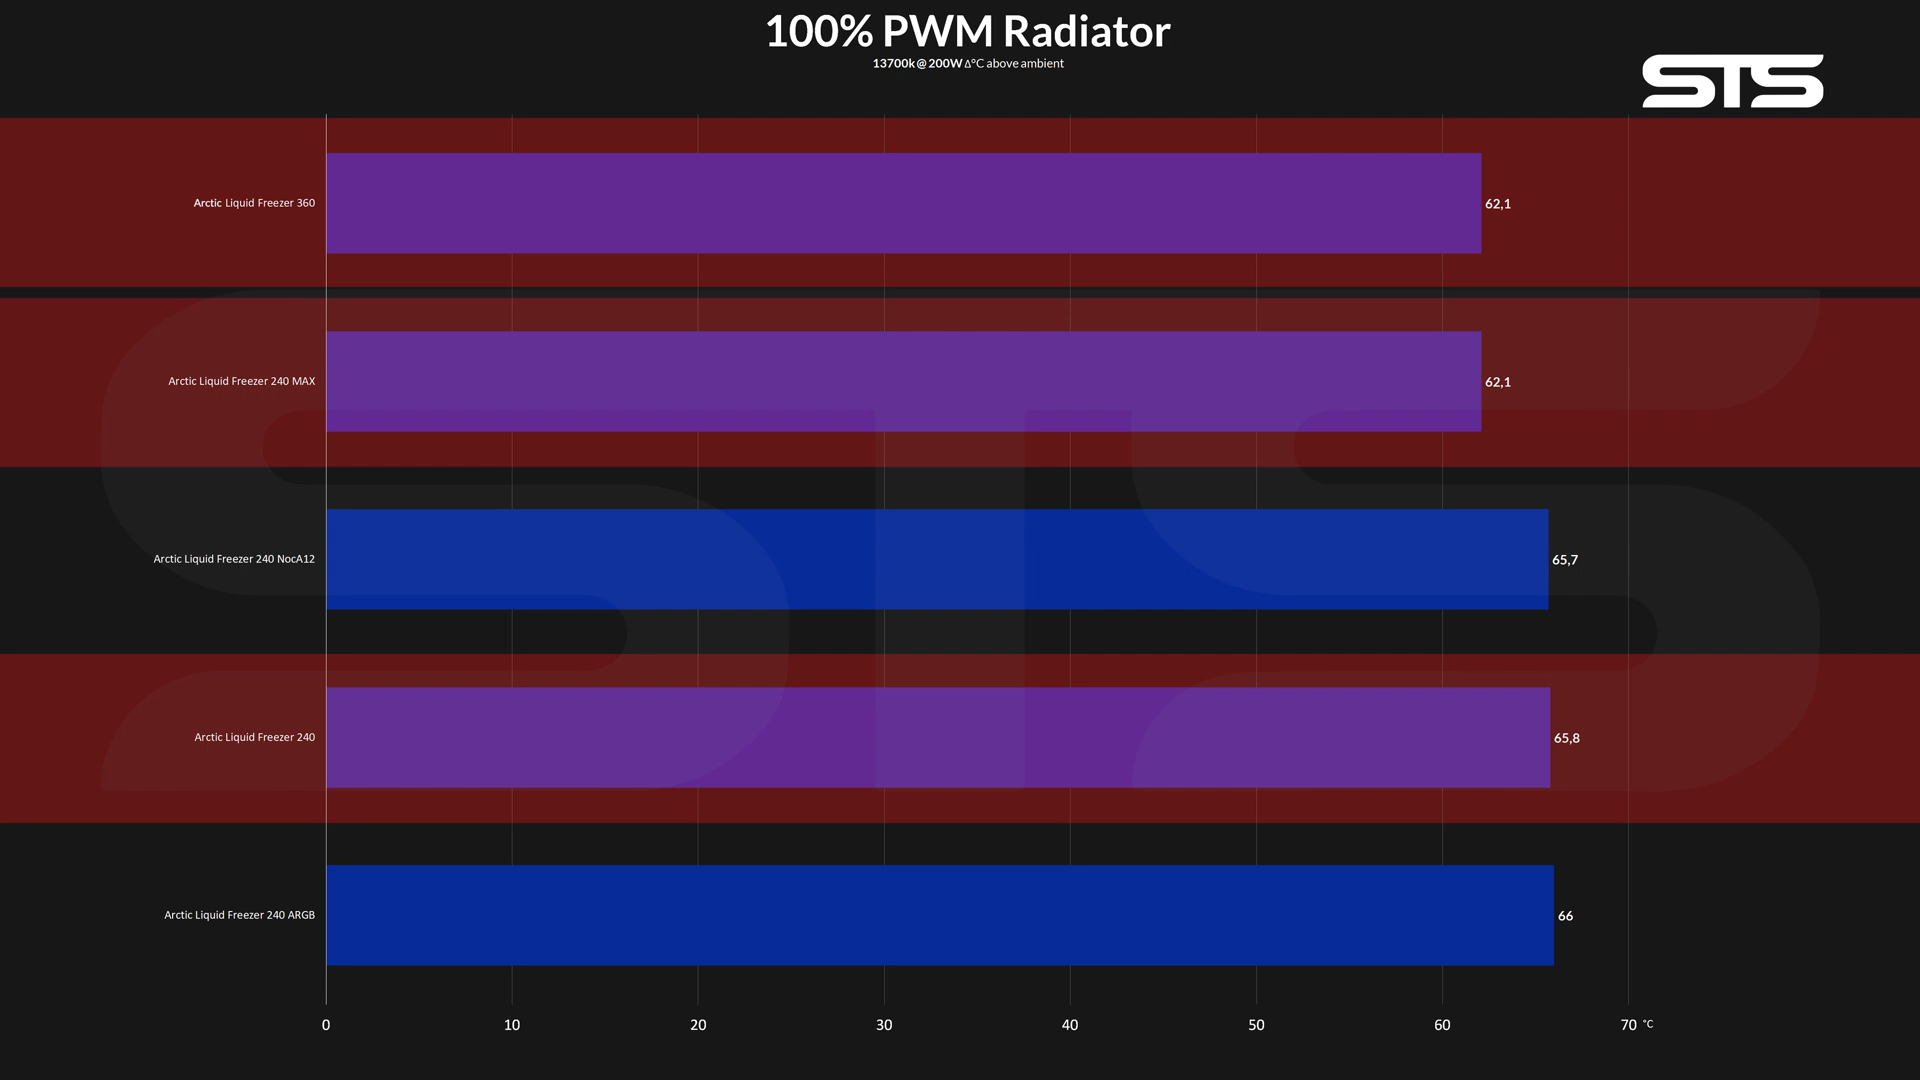 100% PWM Radiator
13700k@200W Δ°C above ambient
STS
Arctic Liquid Freezer 360
62,1
Arctic Liquid Freezer 240 MAX
62,1
Arctic Liquid Freezer 240 NocA12
65,7
Arctic Liquid Freezer 240
65,8
Arctic Liquid Freezer 240 ARGB
66
0 10 20 30 40 50 60 70 °C